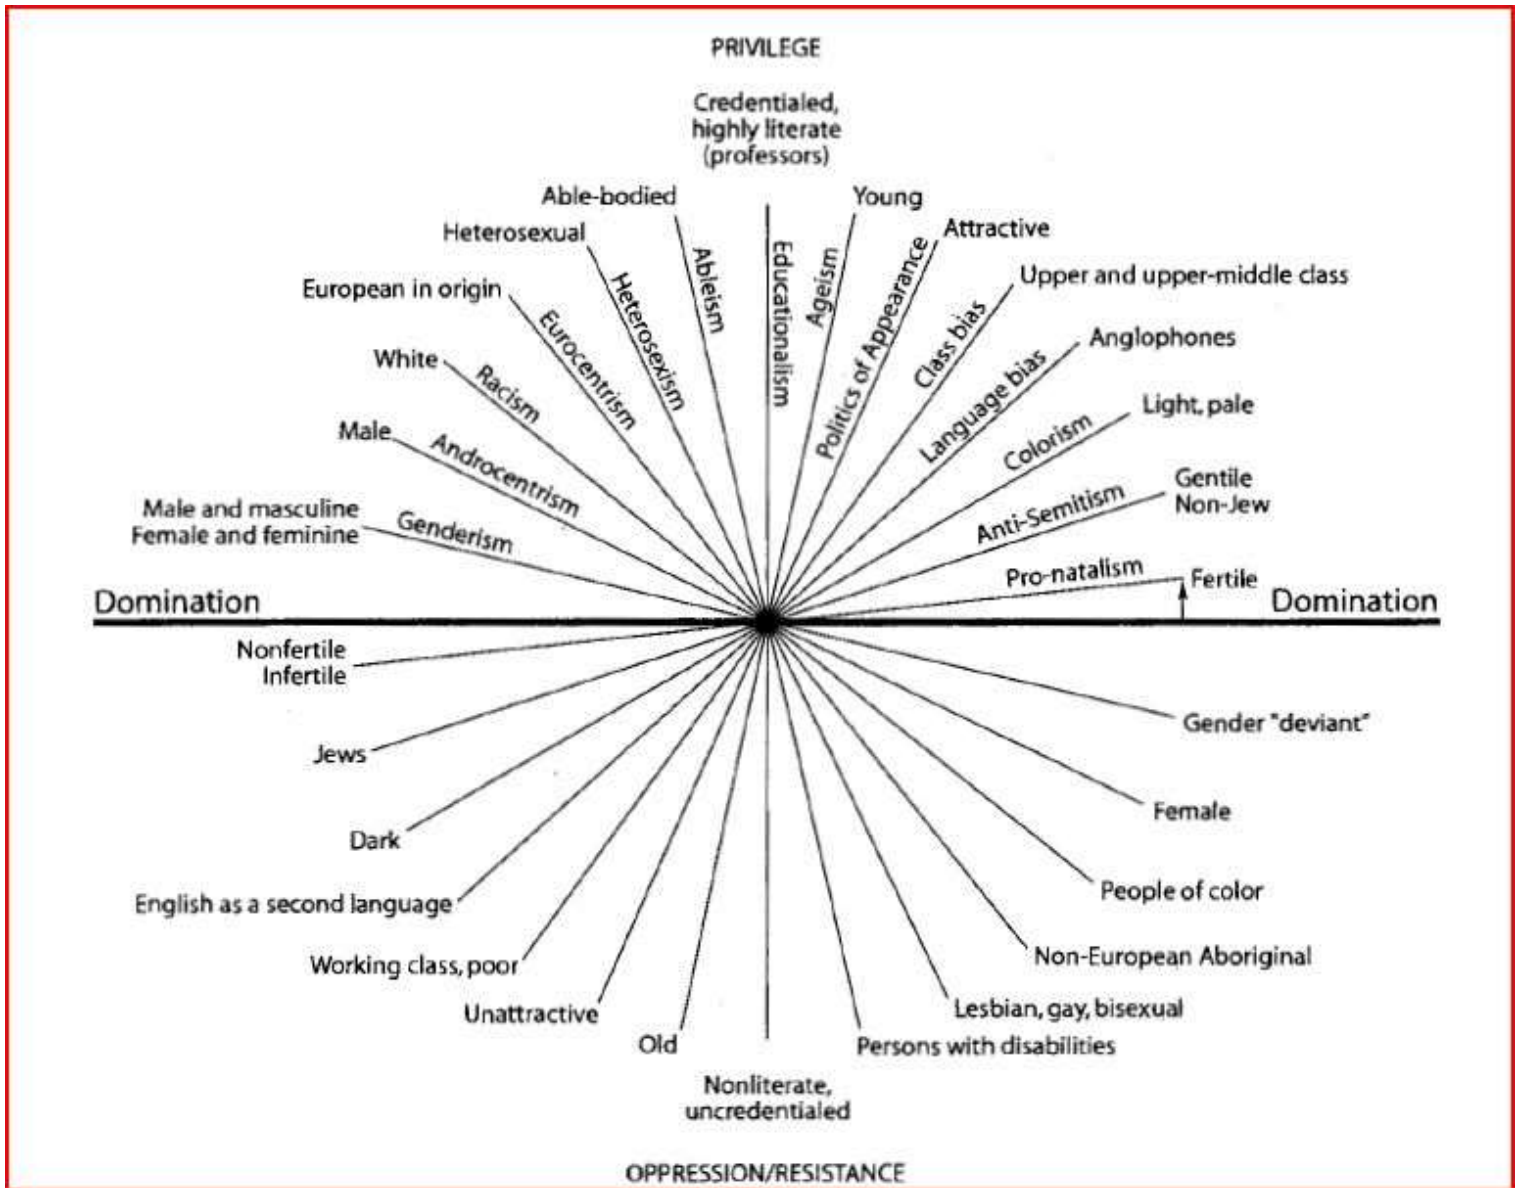 PRIVILEGE
Credentialed,
highly literate
(professors)
Able-bodied
Young
Heterosexual
Attractive
European in origin
Upper and upper-middle class
White
Anglophones
Male
Light, pale
Male and masculine
Female and feminine
Gentile
Non-Jew
Fertile
Genderism
Androcentrism
Racism
Eurocentrism
Heterosexism
Ableism
Educationalism
Ageism
Politics of Appearance
Class bias
Language bias
Colorism
Anti-Semitism
Pro-natalism
Domination
Domination
Nonfertile
Infertile
Gender "deviant"
Jews
Female
Dark
People of color
English as a second language
Non-European Aboriginal
Working class, poor
Lesbian, gay, bisexual
Unattractive
Old
Persons with disabilities
Nonliterate,
uncredentialed
OPPRESSION/RESISTANCE